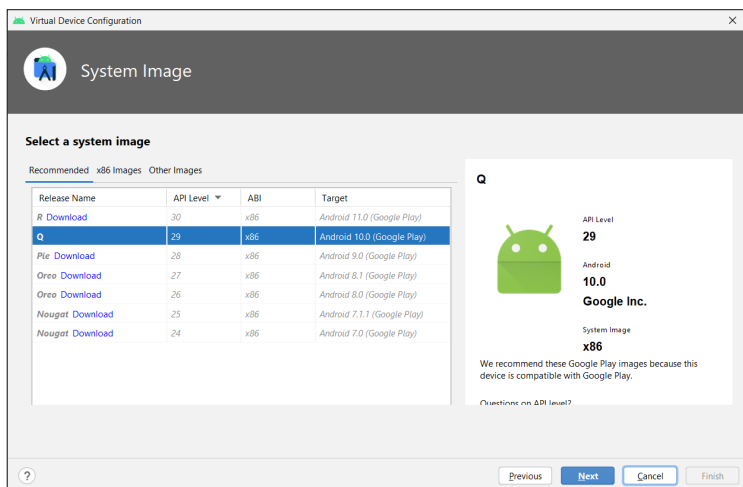 Virtual Device Configuration
System Image
Select a system image
Recommended x86 Images Other Images
Release Name API Level ABI Target
R Download 30 x86 Android 11.0 (Google Play)
Q 29 x86 Android 10.0 (Google Play)
Pie Download 28 x86 Android 9.0 (Google Play)
Oreo Download 27 x86 Android 8.1 (Google Play)
Oreo Download 26 x86 Android 8.0 (Google Play)
Nougat Download 25 x86 Android 7.1.1 (Google Play)
Nougat Download 24 x86 Android 7.0 (Google Play)
Q
API Level
29
Android
10.0
Google Inc.
System Image
x86
We recommend these Google Play images because this
device is compatible with Google Play.
Questions on API level?
? Previous Next Cancel Finish